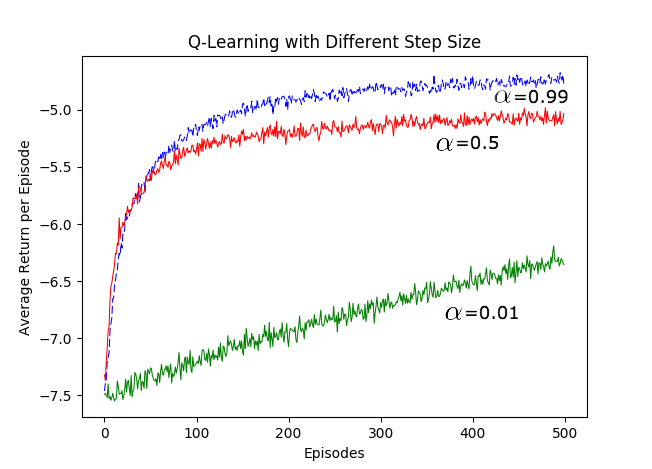 Q-Learning with Different Step Size
Average Return per Episode
−5.0
−5.5
−6.0
−6.5
−7.0
−7.5
α=0.99
α=0.5
α=0.01
0 100 200 300 400 500
Episodes